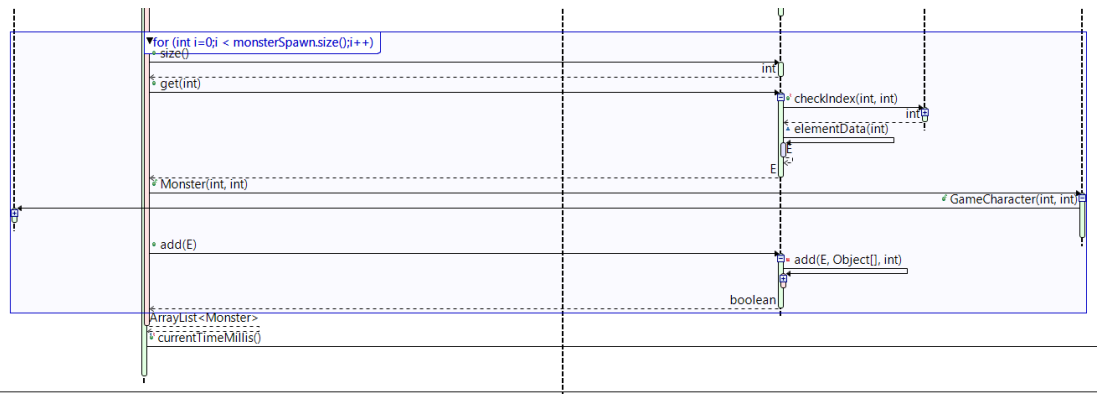 for (int i=0;i < monsterSpawn.size();i++)
size()
int
get(int)
checkIndex(int, int)
int
elementData(int)
E
E
Monster(int, int)
GameCharacter(int, int)
add(E)
add(E, Object[], int)
boolean
ArrayList<Monster>
currentTimeMillis()